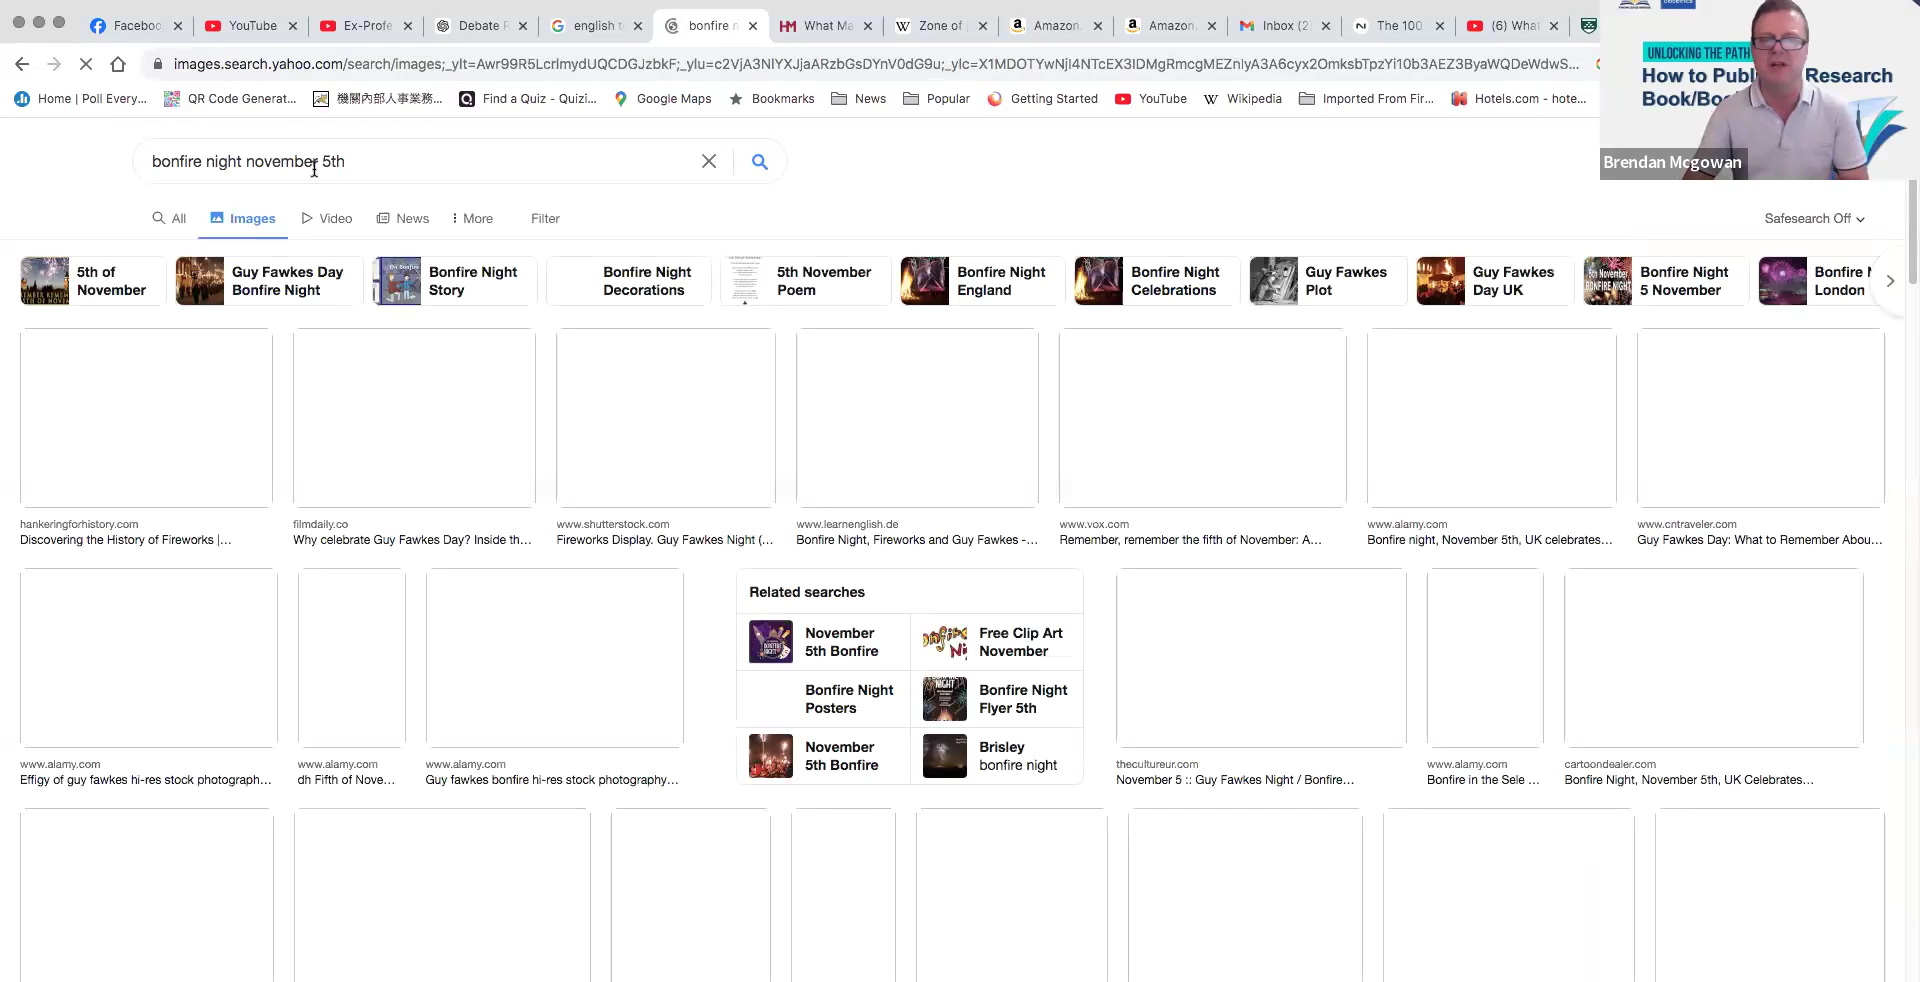 Faceboo
YouTube
Ex-Profe
Debate F
english t
bonfire n
What Ma
Zone of
Amazon.
Amazon.
Inbox (2
The 100
(6) What
images.search.yahoo.com/search/images;
Home | Poll Every...
QR Code Generat...
機關內部人事業務...
Find a Quiz - Quizi...
Google Maps
Bookmarks
News
Popular
Getting Started
YouTube
Wikipedia
Imported From Fir...
Hotels.com - hote...
UNLOCKING THE PATH
How to Pub Research
Book/Bo
Brendan Mcgowan
bonfire night november 5th
All
Images
Video
News
More
Filter
Safesearch Off
5th of
November
Guy Fawkes Day
Bonfire Night
Bonfire Night
Story
Bonfire Night
Decorations
5th November
Poem
Bonfire Night
England
Bonfire Night
Celebrations
Guy Fawkes
Plot
Guy Fawkes
Day UK
Bonfire Night
5 November
Bonfire N
London
hankeringforhistory.com
Discovering the History of Fireworks |...
filmdaily.co
Why celebrate Guy Fawkes Day? Inside th...
www.shutterstock.com
Fireworks Display. Guy Fawkes Night (...
www.learnenglish.de
Bonfire Night, Fireworks and Guy Fawkes -...
www.vox.com
Remember, remember the fifth of November: A...
www.alamy.com
Bonfire night, November 5th, UK celebrates...
www.cntraveler.com
Guy Fawkes Day: What to Remember Abou...
Related searches
November
5th Bonfire
Free Clip Art
November
Bonfire Night
Posters
Bonfire Night
Flyer 5th
November
5th Bonfire
Brisley
bonfire night
www.alamy.com
Effigy of guy fawkes hi-res stock photograph...
www.alamy.com
dh Fifth of Nove...
www.alamy.com
Guy fawkes bonfire hi-res stock photography...
thecultureur.com
November 5 :: Guy Fawkes Night / Bonfire...
www.alamy.com
Bonfire in the Sele ...
cartoondealer.com
Bonfire Night, November 5th, UK Celebrates...